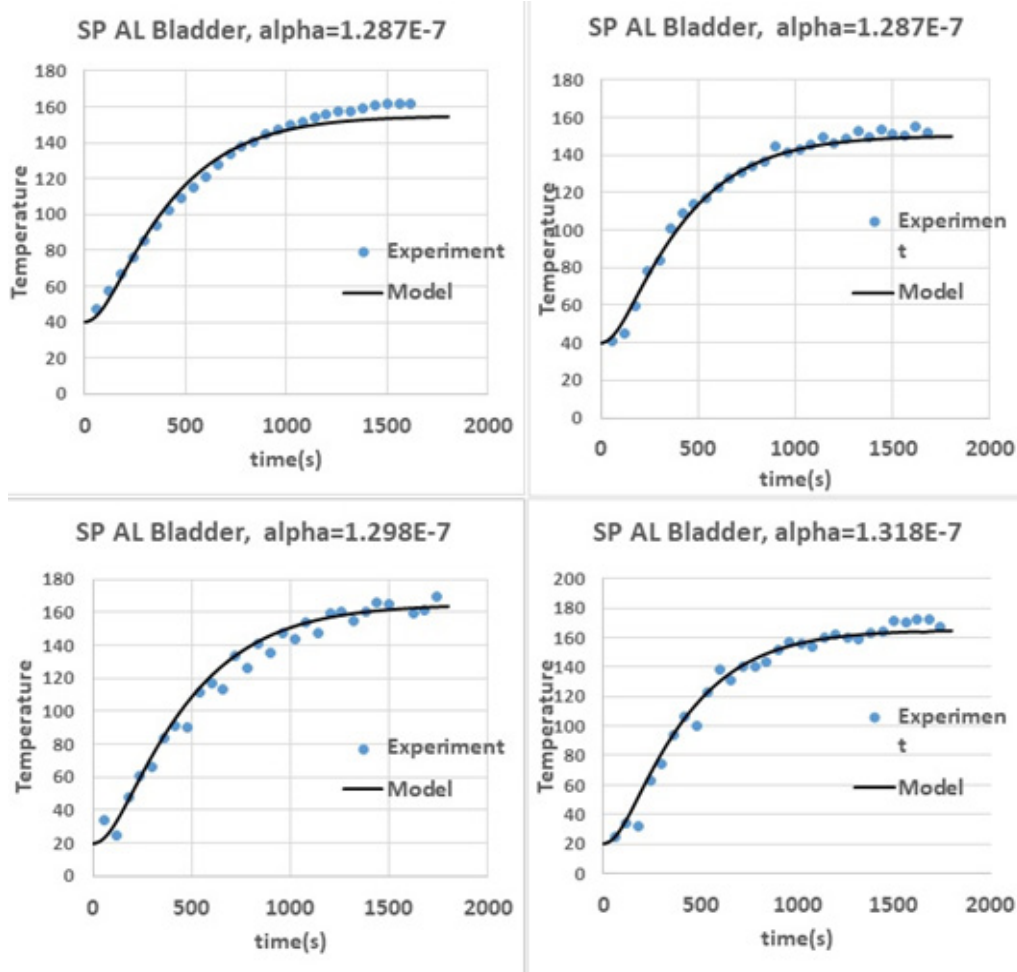 SP AL Bladder, alpha=1.287E-7
180
160
140
120
100
80
60
40
20
0
Temperature
Experiment
Model
0 500 1000 1500 2000
time(s)
SP AL Bladder, alpha=1.287E-7
180
160
140
120
100
80
60
40
20
0
Temperature
Experimen
t
Model
0 500 1000 1500 2000
time(s)
SP AL Bladder, alpha=1.298E-7
180
160
140
120
100
80
60
40
20
0
Temperature
Experiment
Model
0 500 1000 1500 2000
time(s)
SP AL Bladder, alpha=1.318E-7
200
180
160
140
120
100
80
60
40
20
0
Temperature
Experimen
t
Model
0 500 1000 1500 2000
time(s)